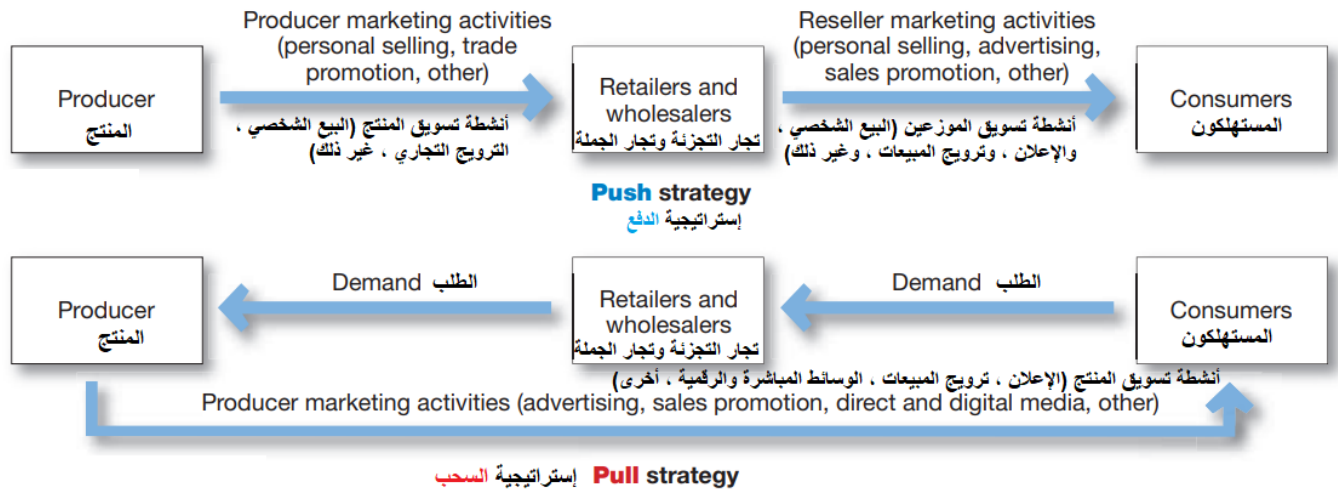 Producer marketing activities
(personal selling, trade
promotion, other)
Reseller marketing activities
(personal selling, advertising,
sales promotion, other)
Producer
المنتج
Retailers and
wholesalers
تجار التجزئة وتجار الجملة
Consumers
المستهلكون
أنشطة تسويق المنتج (البيع الشخصي ،
الترويج التجاري ، غير ذلك)
أنشطة تسويق الموزعين (البيع الشخصي ،
والإعلان ، وترويج المبيعات ، وغير ذلك)
Push strategy
إستراتيجية الدفع
Producer
المنتج
Demand الطلب
Retailers and
wholesalers
تجار التجزئة وتجار الجملة
Demand الطلب
Consumers
المستهلكون
أنشطة تسويق المنتج (الإعلان ، ترويج المبيعات ، الوسائط المباشرة والرقمية ، أخرى)
Producer marketing activities (advertising, sales promotion, direct and digital media, other)
إستراتيجية السحب Pull strategy